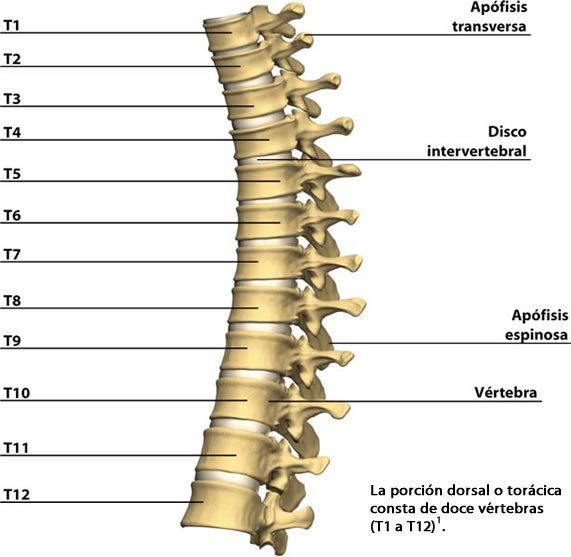 T1
T2
T3
T4
T5
T6
T7
T8
T9
T10
T11
T12
Apófisis
transversa
Disco
intervertebral
Apófisis
espinosa
Vértebra
La porción dorsal o torácica
consta de doce vértebras
(T1 a T12)¹.